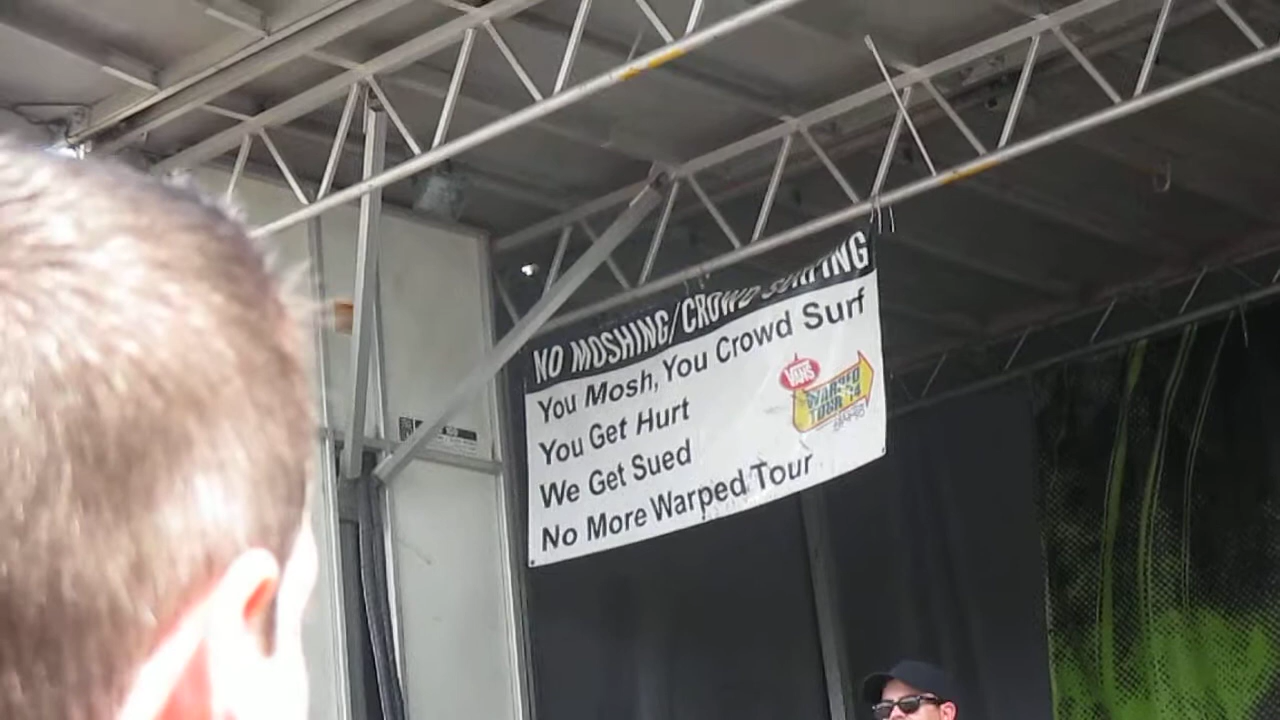 NO MOSHING/CROWD SURFING
You Mosh, You Crowd Surf
You Get Hurt
We Get Sued
No More Warped Tour
VANS
WARPED
TOUR '14